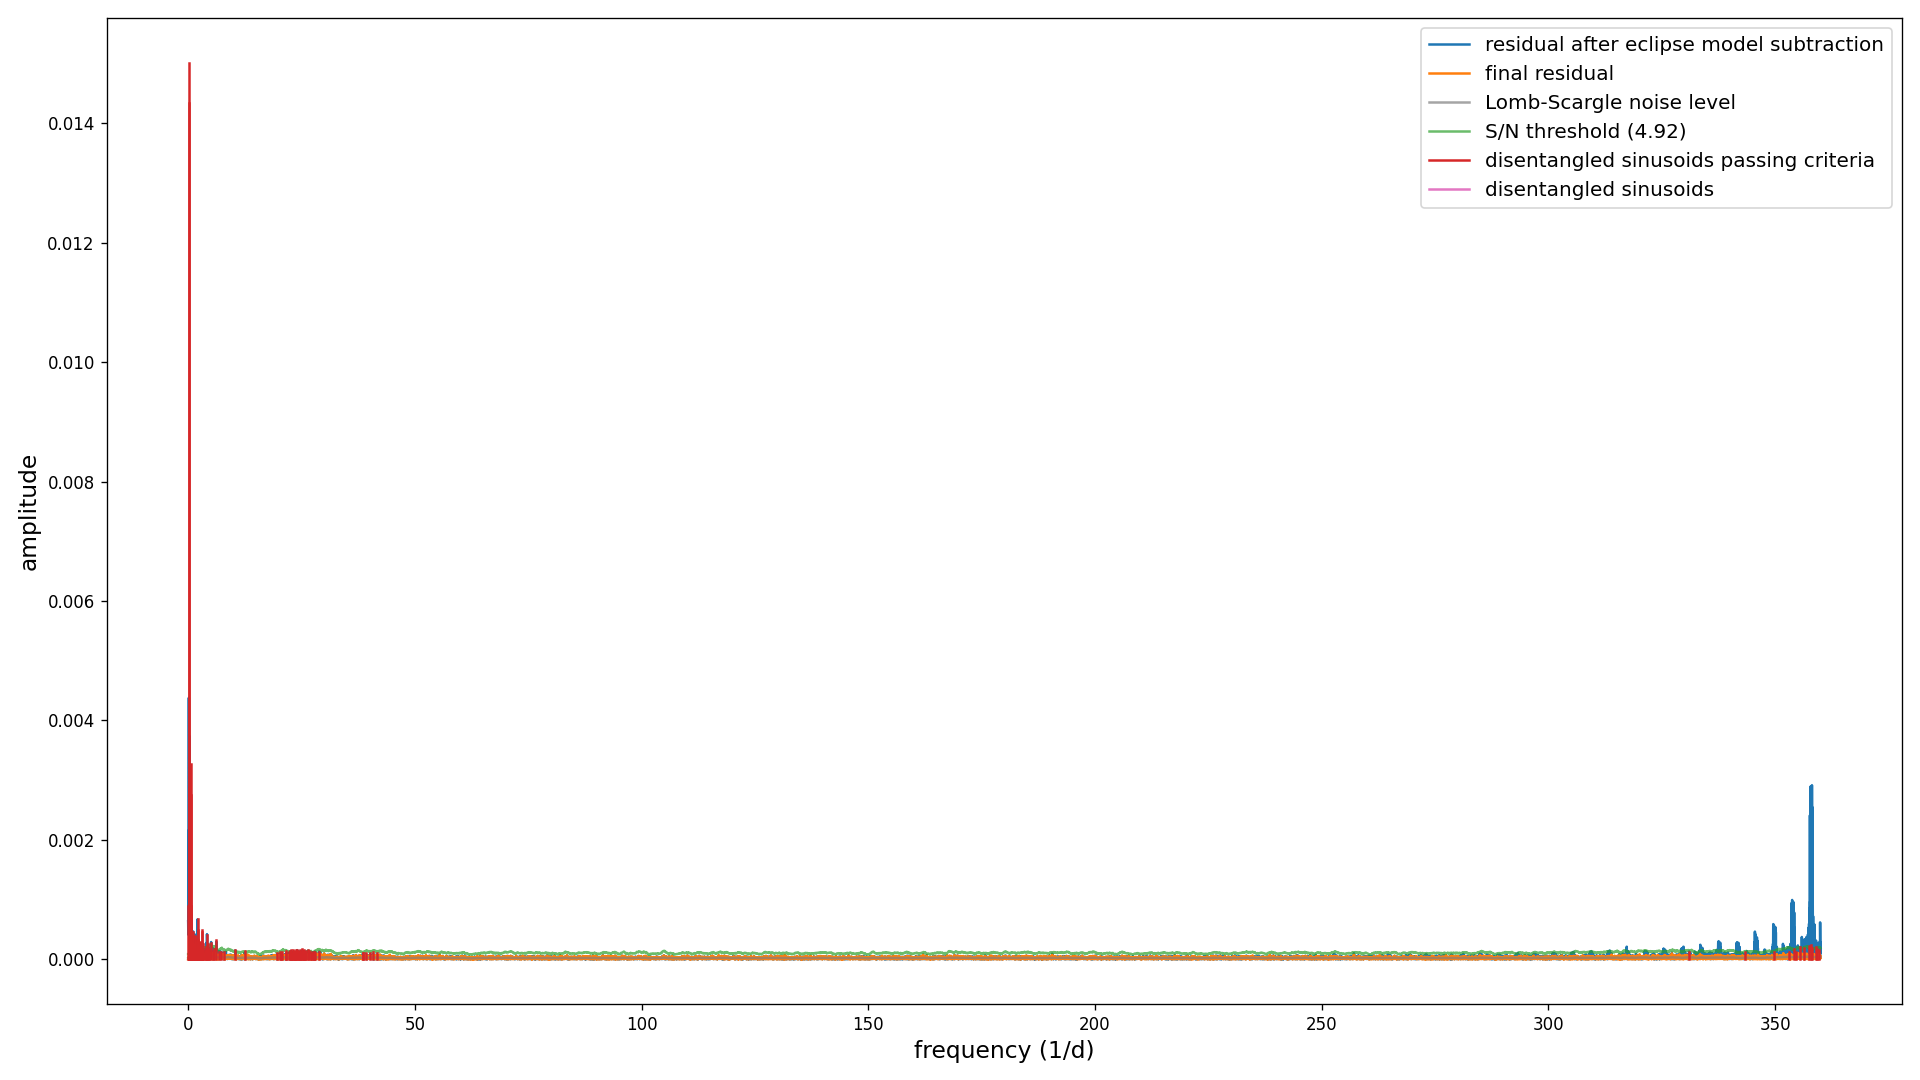 residual after eclipse model subtraction
final residual
Lomb-Scargle noise level
S/N threshold (4.92)
disentangled sinusoids passing criteria
disentangled sinusoids
0.014
0.012
0.010
0.008
0.006
0.004
0.002
0.000
amplitude
0 50 100 150 200 250 300 350
frequency (1/d)